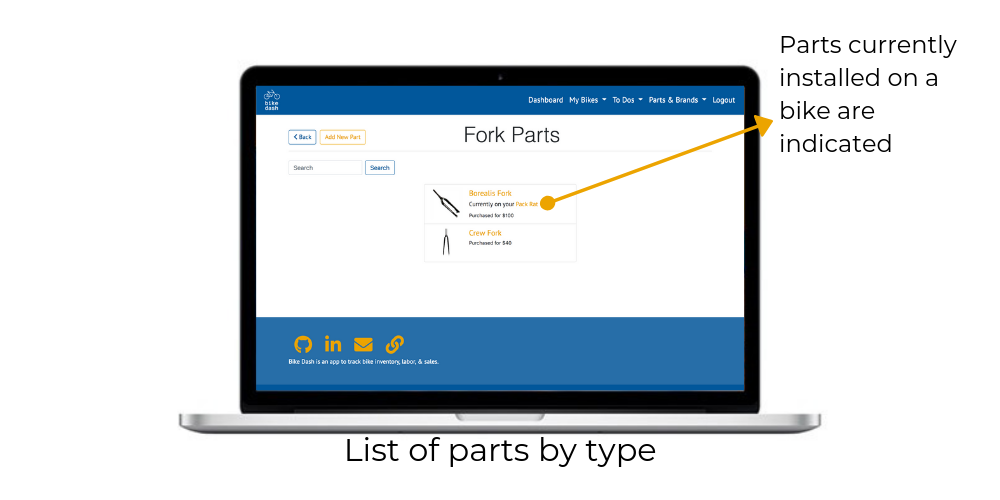 Parts currently
installed on a
bike are
indicated
bike
dash
Dashboard My Bikes To Dos Parts & Brands Logout
Back Add New Part
Fork Parts
Search Search
Borealis Fork
Currently on your Pack Rat
Purchased for $100
Crew Fork
Purchased for $40
in
Bike Dash is an app to track bike inventory, labor, & sales.
List of parts by type